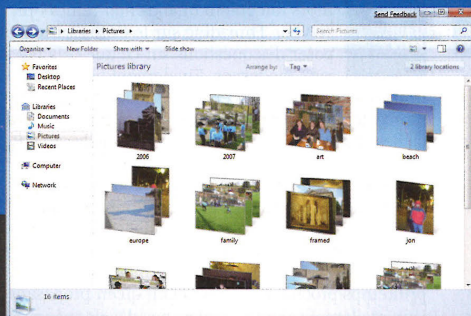 Send Feedback
Libraries ▸ Pictures ▸
Search Pictures
Organize ▾ New Folder Share with ▾ Slide show
Favorites
Desktop
Recent Places
Libraries
Documents
Music
Pictures
Videos
Computer
Network
Pictures library
Arrange by: Tag ▾
2 library locations
2006 2007 art beach
europe family framed jon
16 items